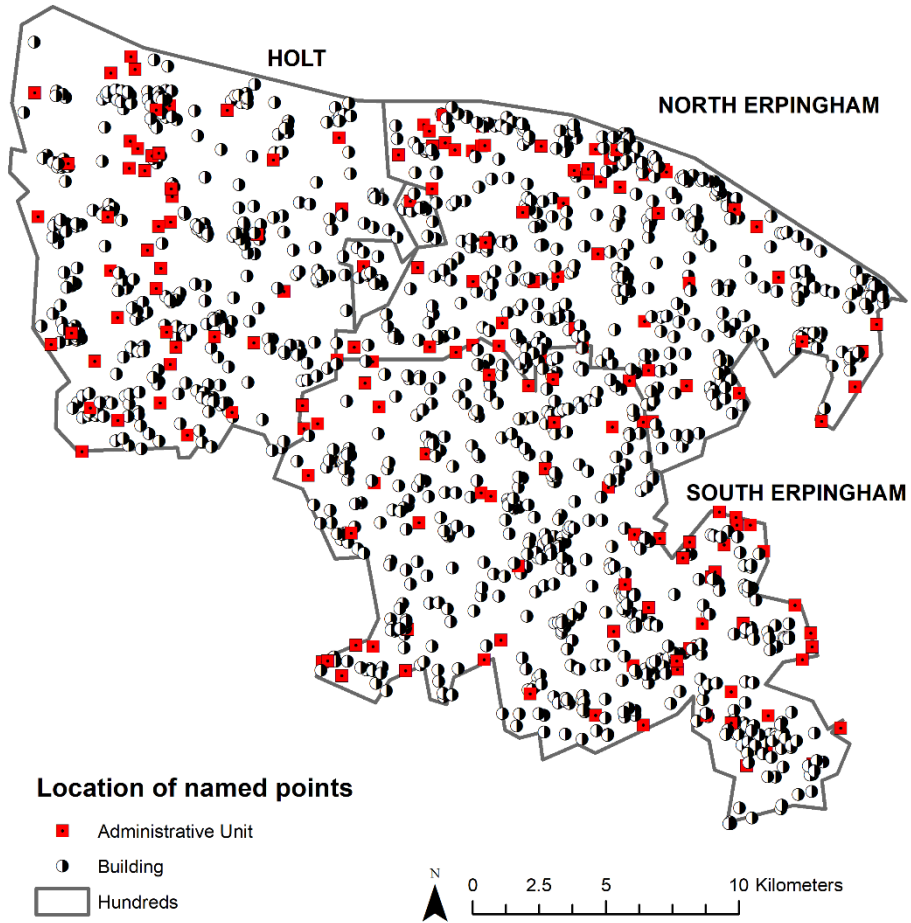 HOLT
NORTH ERPINGHAM
SOUTH ERPINGHAM
Location of named points
Administrative Unit
Building
Hundreds
N
0 2.5 5 10 Kilometers